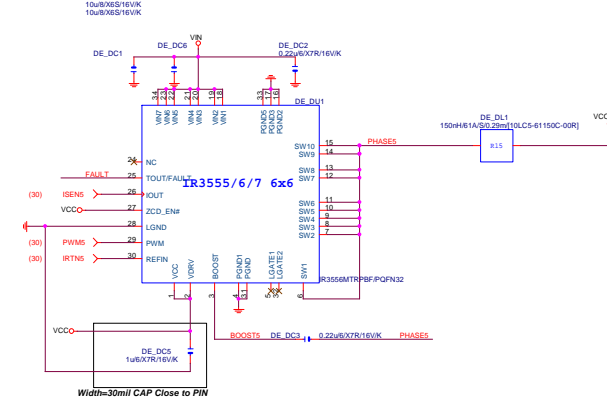 10u/8/X6S/16V/K
10u/8/X6S/16V/K
VIN
DE_DC1
DE_DC6
DE_DC2
0.22u/6/X7R/16V/K
34
23
22
21
20
19
18
33
17
16
VIN7
VIN6
VIN5
VIN4
VIN3
VIN2
VIN1
PGND5
PGND3
PGND2
DE_DU1
DE_DL1
150nH/61A/S/0.29m/[10LC5-61150C-00R]
R15
VCC
PHASE5
SW10
15
SW9
14
SW8
13
SW7
12
SW6
11
SW5
10
SW4
9
SW3
8
SW2
7
24
NC
FAULT
25
TOUT/FAULT
IR3555/6/7 6x6
(30)
ISEN5
26
IOUT
VCC
27
ZCD_EN#
28
LGND
(30)
PWM5
29
PWM
(30)
IRTN5
30
REFIN
VCC
VDRV
BOOST
PGND1
PGND
LGATE1
LGATE2
SW1
IR3556MTRPBF/PQFN32
1
2
3
4
31
5
32
6
VCC
BOOST5
DE_DC3
0.22u/6/X7R/16V/K
PHASE5
DE_DC5
1u/6/X7R/16V/K
Width=30mil CAP Close to PIN